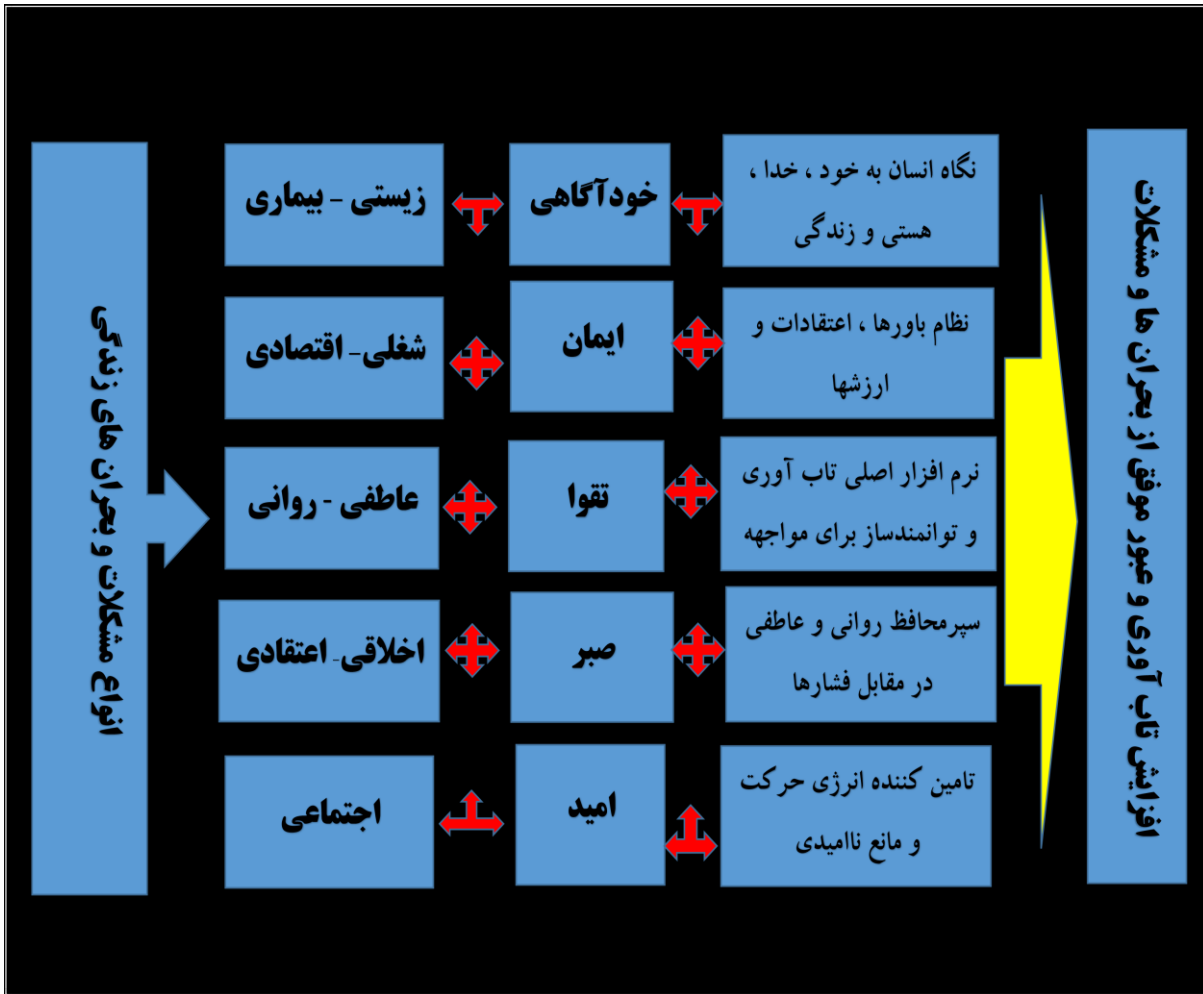 انواع مشکلات و بحران های زندگی
زیستی - بیماری
خودآگاهی
نگاه انسان به خود ، خدا ،
هستی و زندگی
شغلی- اقتصادی
ایمان
نظام باورها ، اعتقادات و
ارزشها
عاطفی - روانی
تقوا
نرم افزار اصلی تاب آوری
و توانمندساز برای مواجهه
اخلاقی- اعتقادی
صبر
سپرمحافظ روانی و عاطفی
در مقابل فشارها
اجتماعی
امید
تامین کننده انرژی حرکت
و مانع ناامیدی
افزایش تاب آوری و عبور موفق از بحران ها و مشکلات